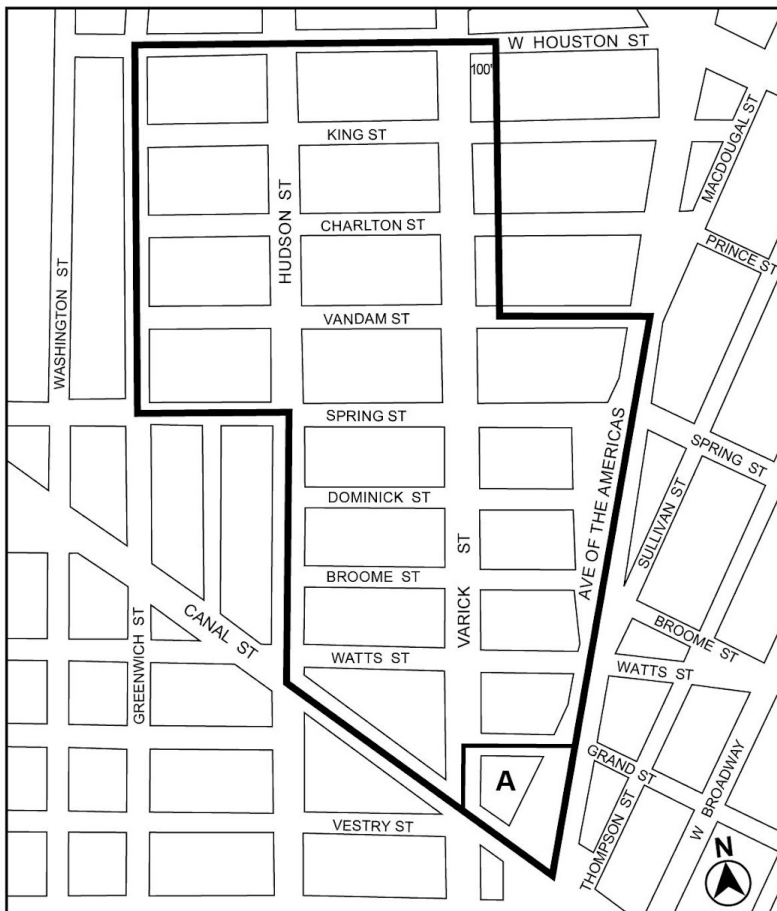 W HOUSTON ST
100'
KING ST
MACDOUGAL ST
HUDSON ST
CHARLTON ST
PRINCE ST
WASHINGTON ST
VANDAM ST
SPRING ST
AVE OF THE AMERICAS
SPRING ST
DOMINICK ST
SULLIVAN ST
VARICK ST
BROOME ST
CANAL ST
GREENWICH ST
BROOME ST
WATTS ST
WATTS ST
GRAND ST
A
W BROADWAY
THOMPSON ST
VESTRY ST
N